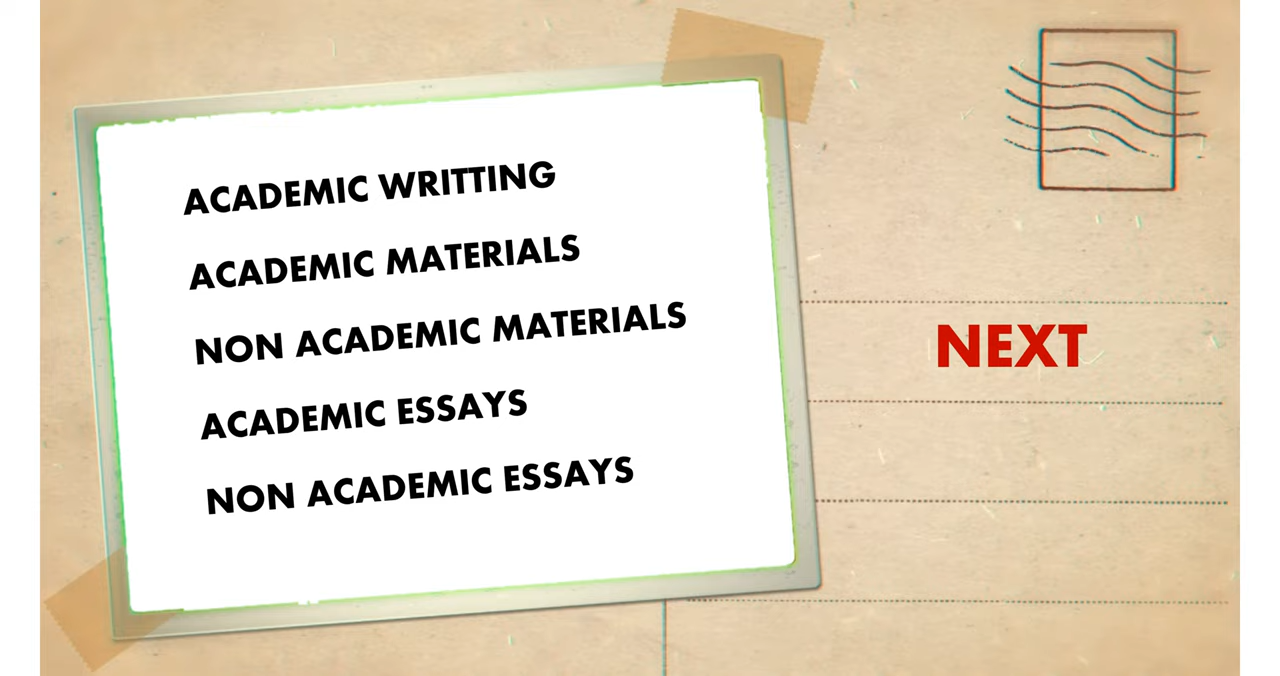 ACADEMIC WRITTING
ACADEMIC MATERIALS
NON ACADEMIC MATERIALS
ACADEMIC ESSAYS
NON ACADEMIC ESSAYS
NEXT